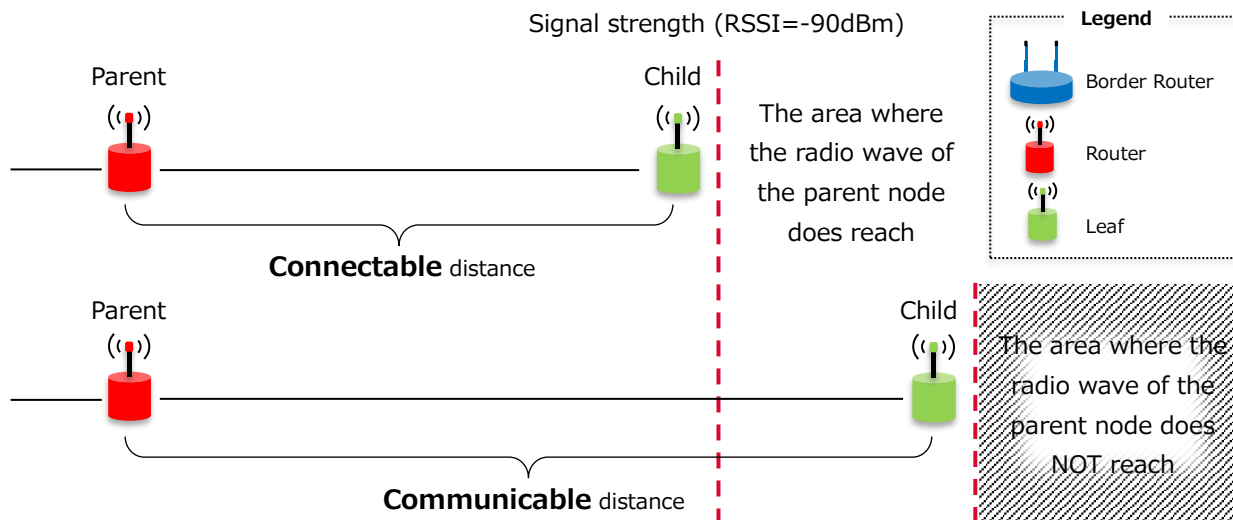 Signal strength (RSSI=-90dBm)
Legend
Border Router
Router
Leaf
Parent
Child
The area where
the radio wave of
the parent node
does reach
Connectable distance
Parent
Child
The area where the
radio wave of the
parent node does
NOT reach
Communicable distance